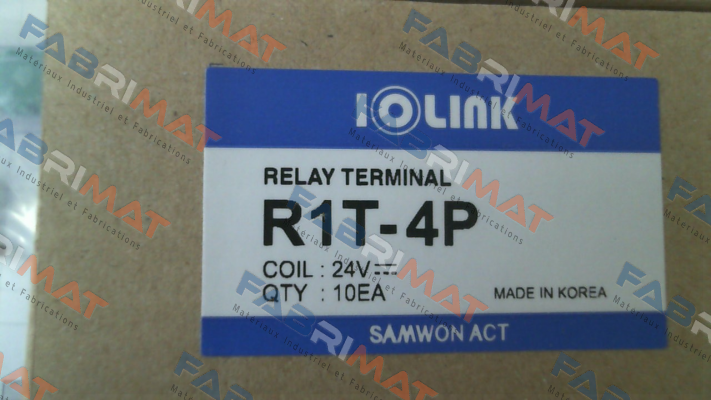 IOLINK
RELAY TERMINAL
R1T-4P
COIL : 24V⎓
QTY : 10EA
MADE IN KOREA
SAMWON ACT
FABRIMAT
Materiaux Industriel et Fabrications